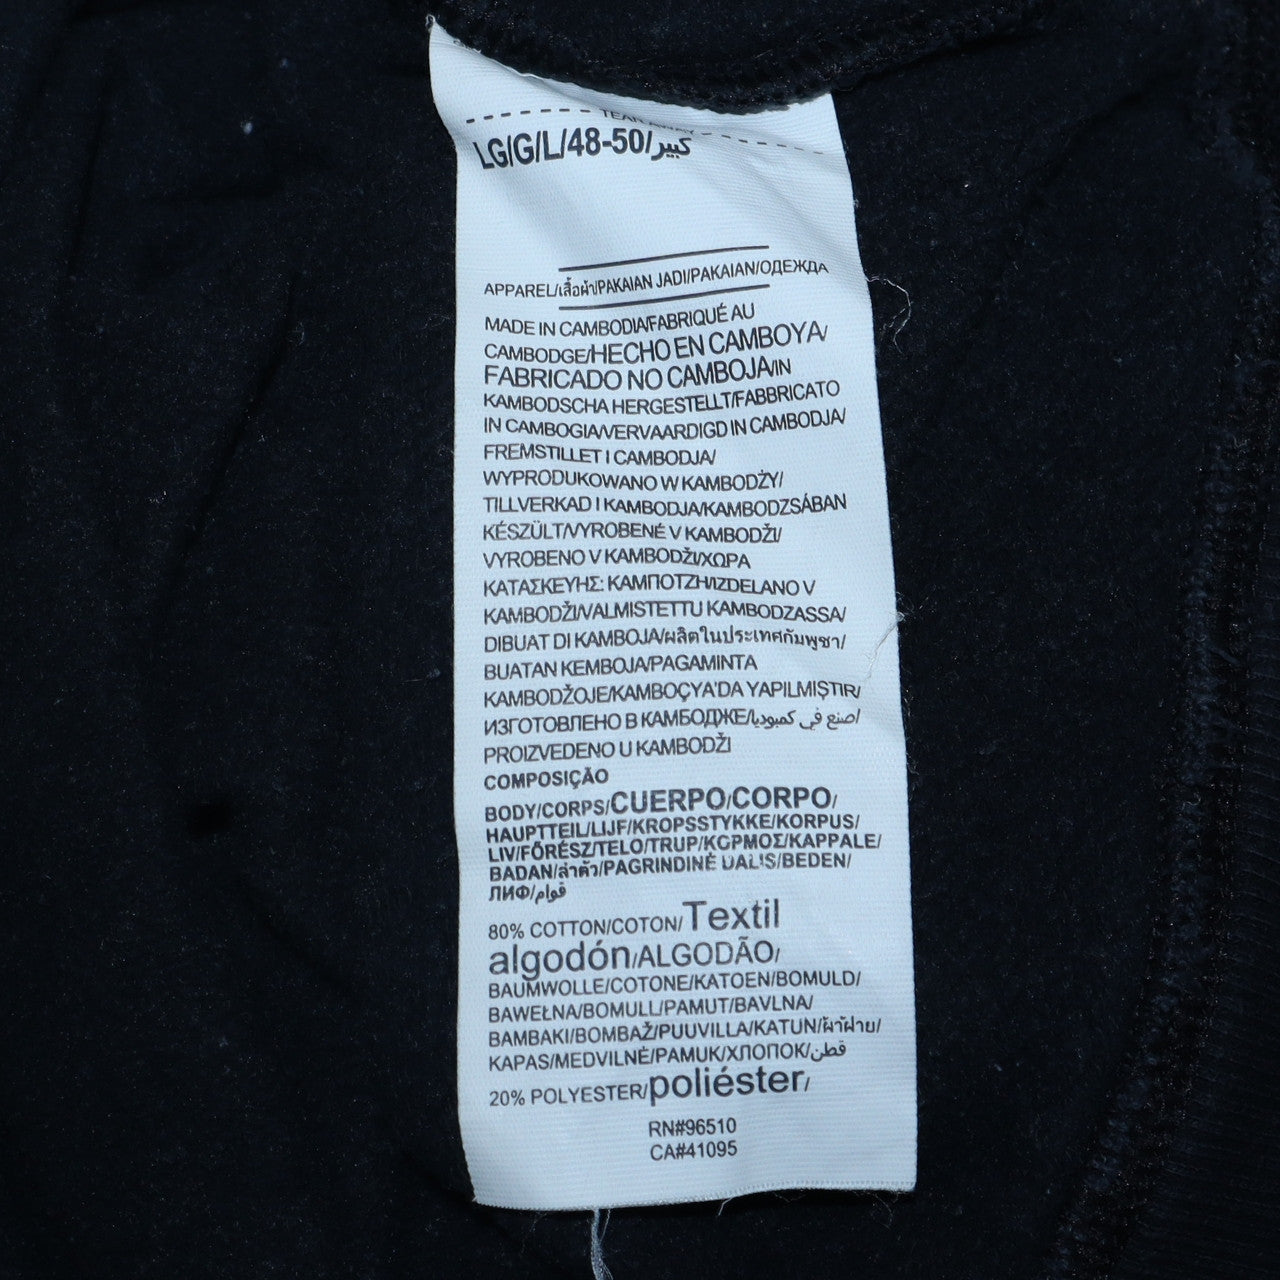 TEAR AWAY
LG/G/L/48-50/كبير
APPAREL/เสื้อผ้า/PAKAIAN JADI/PAKAIAN/ОДЕЖДА
MADE IN CAMBODIA/FABRIQUÉ AU
CAMBODGE/HECHO EN CAMBOYA/
FABRICADO NO CAMBOJA/IN
KAMBODSCHA HERGESTELLT/FABBRICATO
IN CAMBOGIA/VERVAARDIGD IN CAMBODJA/
FREMSTILLET I CAMBODJA/
WYPRODUKOWANO W KAMBODŻY/
TILLVERKAD I KAMBODJA/KAMBODZSÁBAN
KÉSZÜLT/VYROBENÉ V KAMBODŽI/
VYROBENO V KAMBODŽI/ΧΩΡΑ
ΚΑΤΑΣΚΕΥΗΣ: ΚΑΜΠΟΤΖΗ/IZDELANO V
KAMBODŽI/VALMISTETTU KAMBODZASSA/
DIBUAT DI KAMBOJA/ผลิตในประเทศกัมพูชา/
BUATAN KEMBOJA/PAGAMINTA
KAMBODŽOJE/KAMBOÇYA'DA YAPILMIŞTIR/
ИЗГОТОВЛЕНО В КАМБОДЖЕ/صنع في كمبوديا/
PROIZVEDENO U KAMBODŽI
COMPOSIÇÃO
BODY/CORPS/CUERPO/CORPO/
HAUPTTEIL/LIJF/KROPSSTYKKE/KORPUS/
LIV/FŐRÉSZ/TELO/TRUP/ΚΟΡΜΟΣ/KAPPALE/
BADAN/ลำตัว/PAGRINDINĖ DALIS/BEDEN/
ЛИФ/قوام/
80% COTTON/COTON/Textil
algodón/ALGODÃO/
BAUMWOLLE/COTONE/KATOEN/BOMULD/
BAWEŁNA/BOMULL/PAMUT/BAVLNA/
BAMBAKI/BOMBAŽ/PUUVILLA/KATUN/ผ้าฝ้าย/
KAPAS/MEDVILNĖ/PAMUK/ХЛОПОК/قطن/
20% POLYESTER/poliéster/
RN#96510
CA#41095